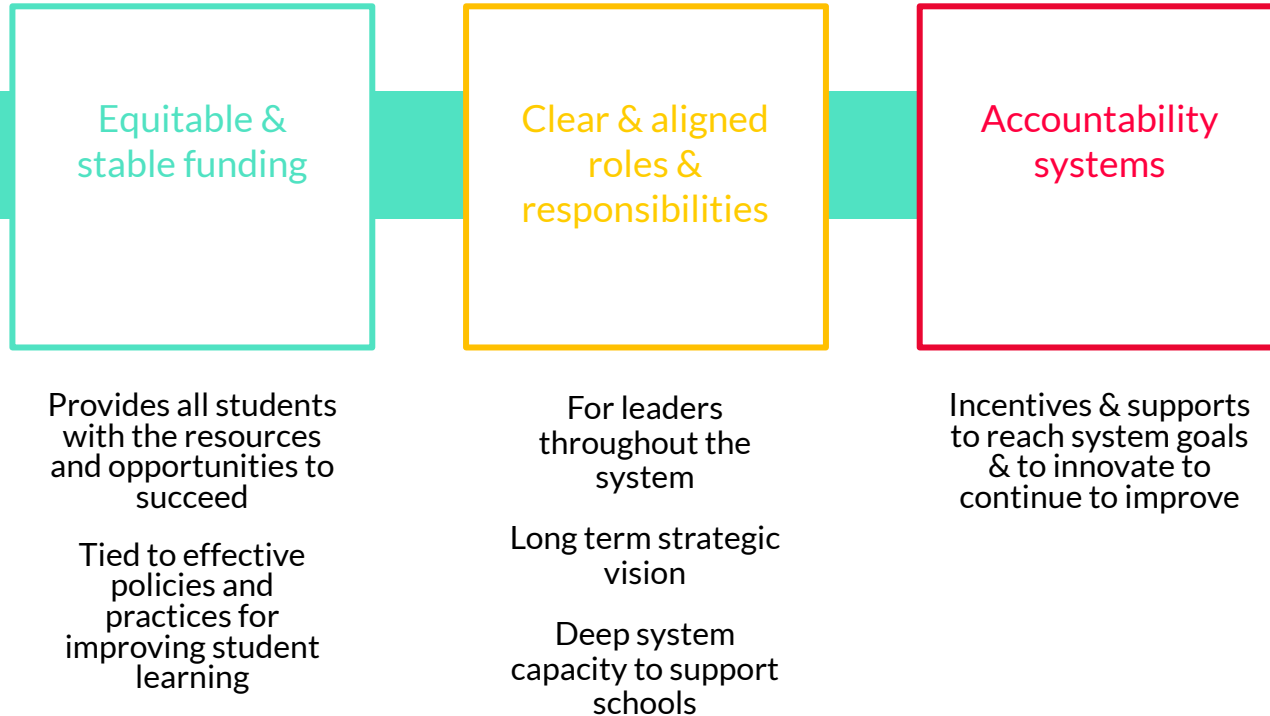 Equitable &
stable funding
Provides all students
with the resources
and opportunities to
succeed
Tied to effective
policies and
practices for
improving student
learning
Clear & aligned
roles &
responsibilities
For leaders
throughout the
system
Long term strategic
vision
Deep system
capacity to support
schools
Accountability
systems
Incentives & supports
to reach system goals
& to innovate to
continue to improve